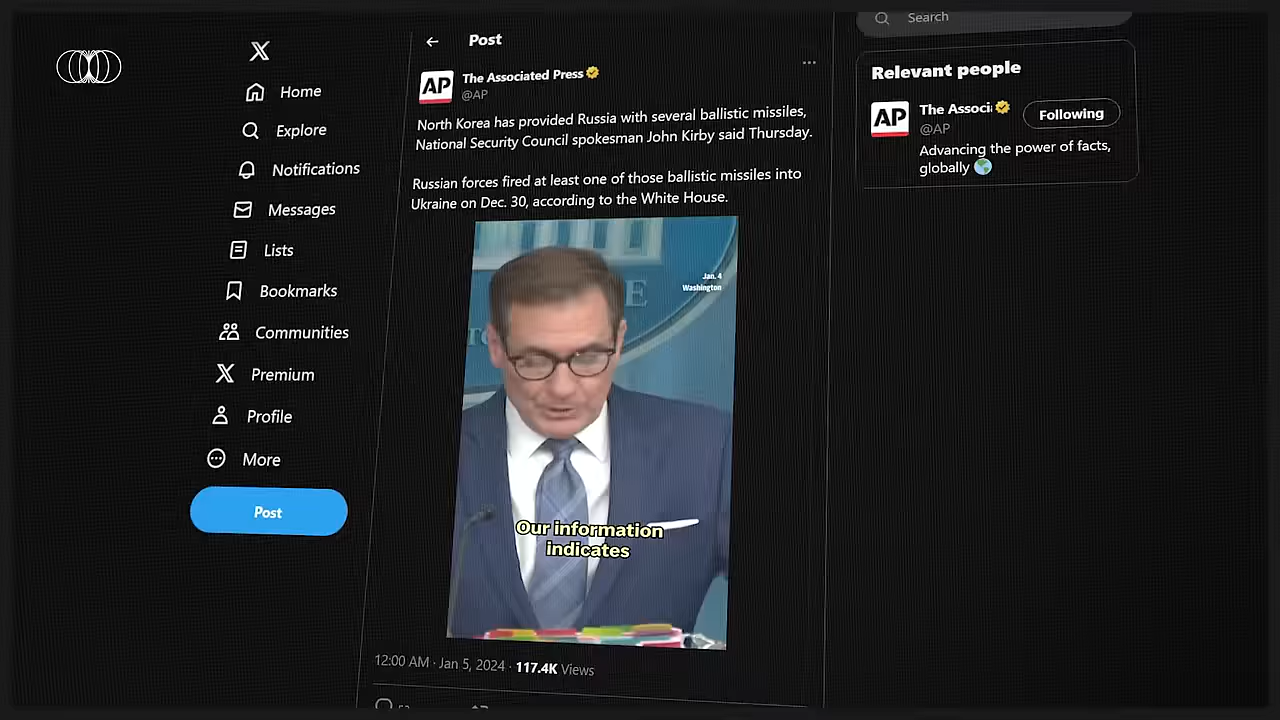 X
Home
Explore
Notifications
Messages
Lists
Bookmarks
Communities
Premium
Profile
More
Post
Post
AP
The Associated Press
@AP
North Korea has provided Russia with several ballistic missiles,
National Security Council spokesman John Kirby said Thursday.
Russian forces fired at least one of those ballistic missiles into
Ukraine on Dec. 30, according to the White House.
Jan. 4
Washington
Our information
indicates
12:00 AM · Jan 5, 2024 · 117.4K Views
Search
Relevant people
AP
The Associ
@AP
Following
Advancing the power of facts,
globally